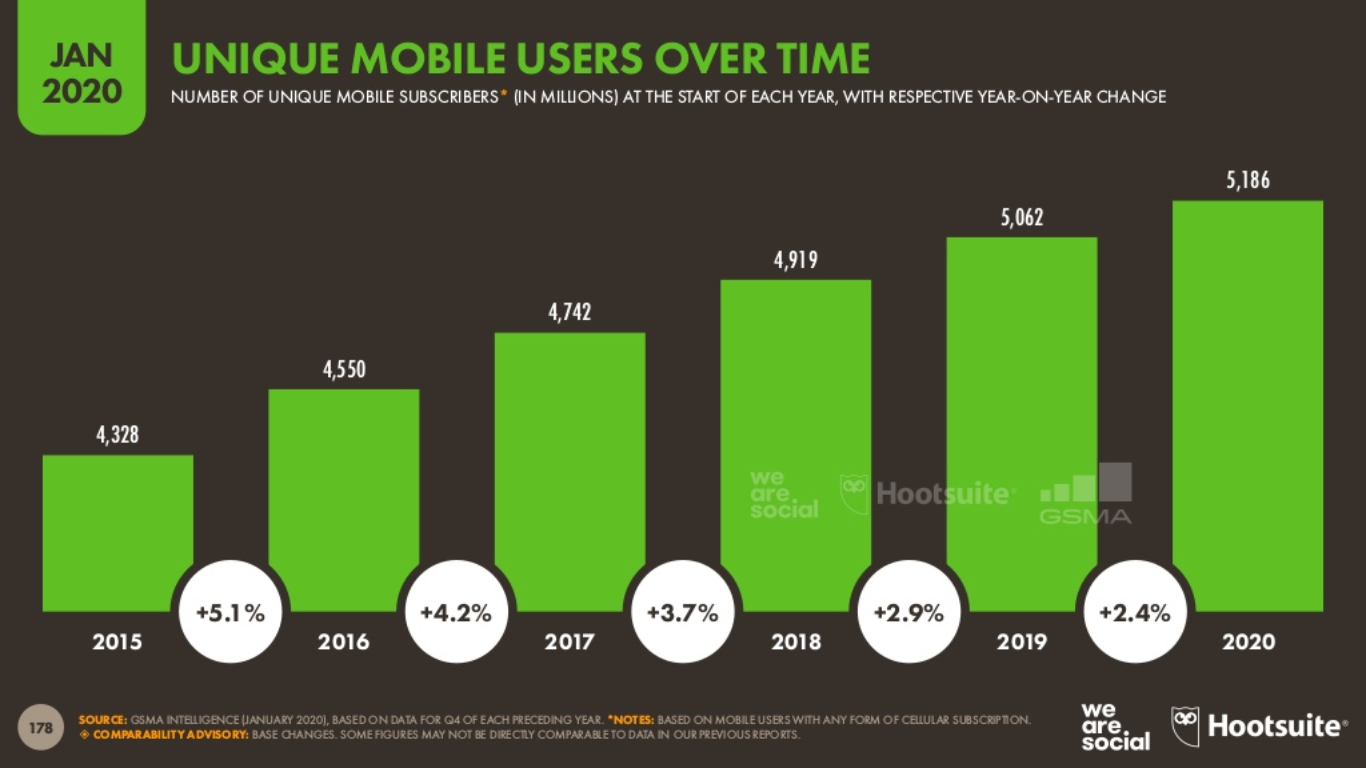 JAN
2020
UNIQUE MOBILE USERS OVER TIME
NUMBER OF UNIQUE MOBILE SUBSCRIBERS* (IN MILLIONS) AT THE START OF EACH YEAR, WITH RESPECTIVE YEAR-ON-YEAR CHANGE
5,186
5,062
4,919
4,742
4,550
4,328
we
are
social
Hootsuite®
GSMA
+5.1%
+4.2%
+3.7%
+2.9%
+2.4%
2015
2016
2017
2018
2019
2020
178
SOURCE: GSMA INTELLIGENCE (JANUARY 2020), BASED ON DATA FOR Q4 OF EACH PRECEDING YEAR. *NOTES: BASED ON MOBILE USERS WITH ANY FORM OF CELLULAR SUBSCRIPTION.
◈ COMPARABILITY ADVISORY: BASE CHANGES. SOME FIGURES MAY NOT BE DIRECTLY COMPARABLE TO DATA IN OUR PREVIOUS REPORTS.
we
are
social
Hootsuite®